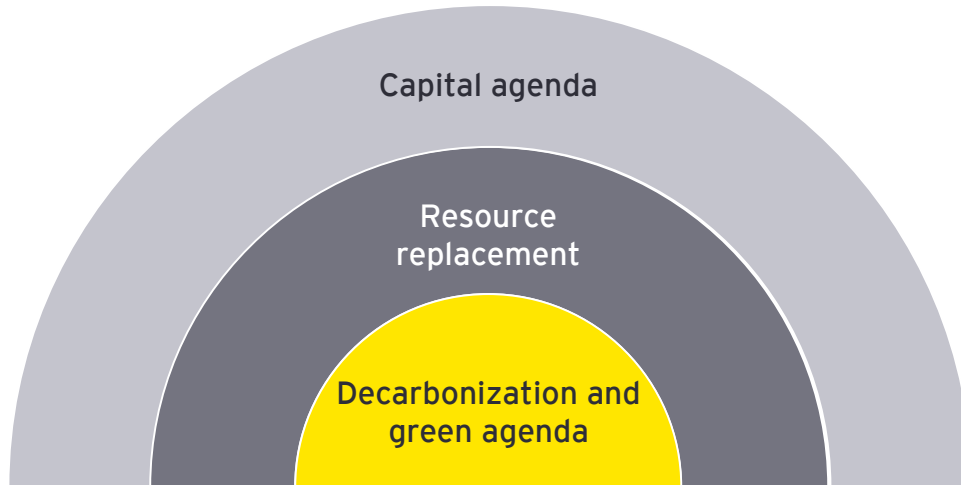 Capital agenda
Resource
replacement
Decarbonization and
green agenda